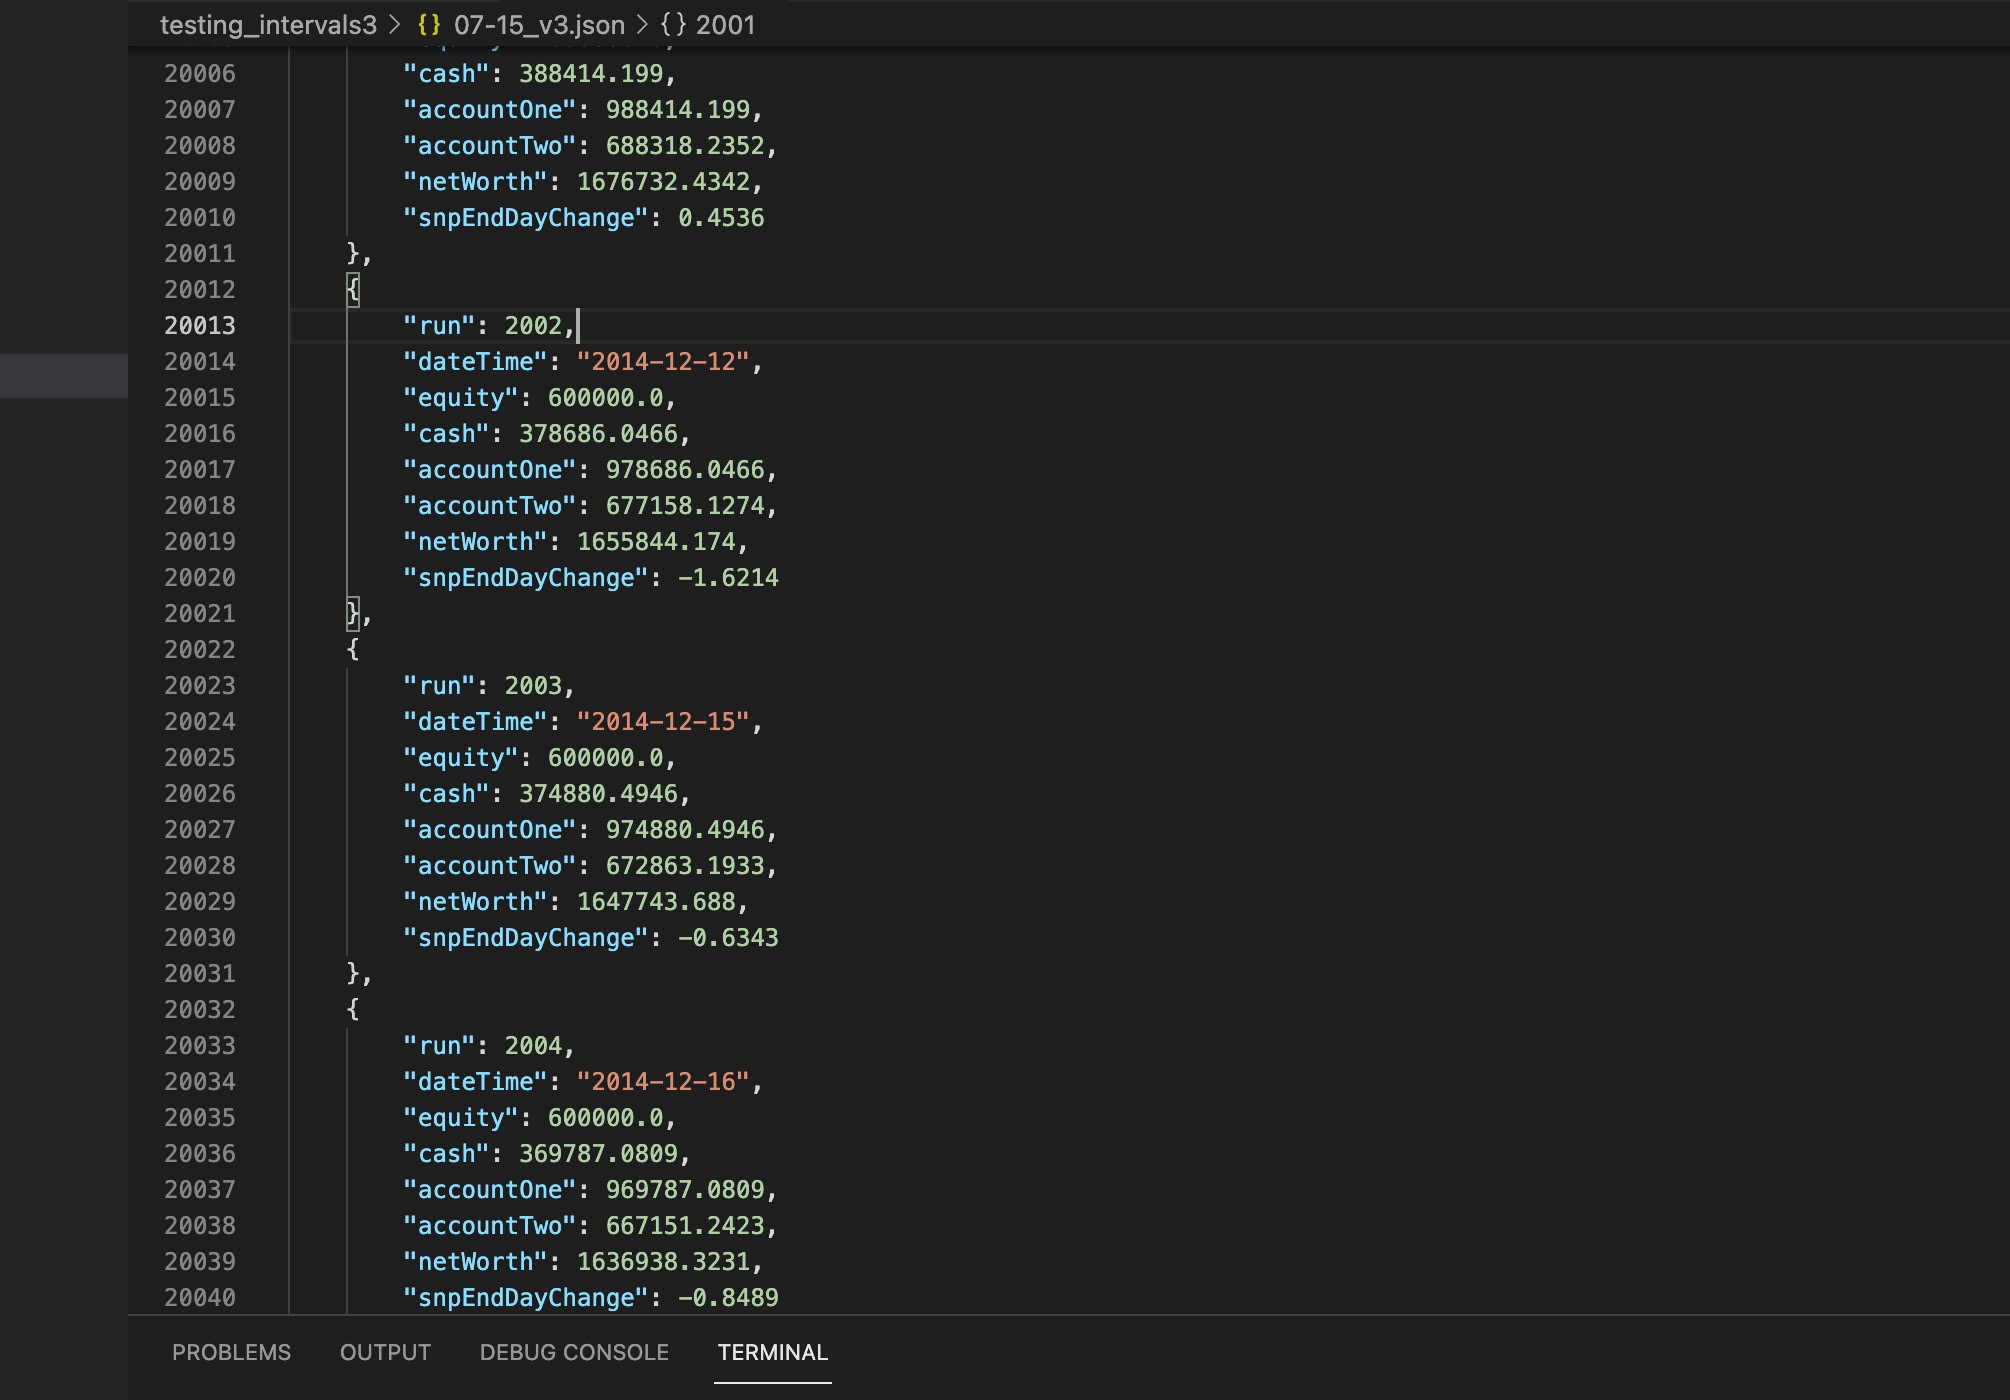 testing_intervals3 > {} 07-15_v3.json > {} 2001
20006 "cash": 388414.199,
20007 "accountOne": 988414.199,
20008 "accountTwo": 688318.2352,
20009 "netWorth": 1676732.4342,
20010 "snpEndDayChange": 0.4536
20011 },
20012 {
20013 "run": 2002,
20014 "dateTime": "2014-12-12",
20015 "equity": 600000.0,
20016 "cash": 378686.0466,
20017 "accountOne": 978686.0466,
20018 "accountTwo": 677158.1274,
20019 "netWorth": 1655844.174,
20020 "snpEndDayChange": -1.6214
20021 },
20022 {
20023 "run": 2003,
20024 "dateTime": "2014-12-15",
20025 "equity": 600000.0,
20026 "cash": 374880.4946,
20027 "accountOne": 974880.4946,
20028 "accountTwo": 672863.1933,
20029 "netWorth": 1647743.688,
20030 "snpEndDayChange": -0.6343
20031 },
20032 {
20033 "run": 2004,
20034 "dateTime": "2014-12-16",
20035 "equity": 600000.0,
20036 "cash": 369787.0809,
20037 "accountOne": 969787.0809,
20038 "accountTwo": 667151.2423,
20039 "netWorth": 1636938.3231,
20040 "snpEndDayChange": -0.8489
PROBLEMS OUTPUT DEBUG CONSOLE TERMINAL